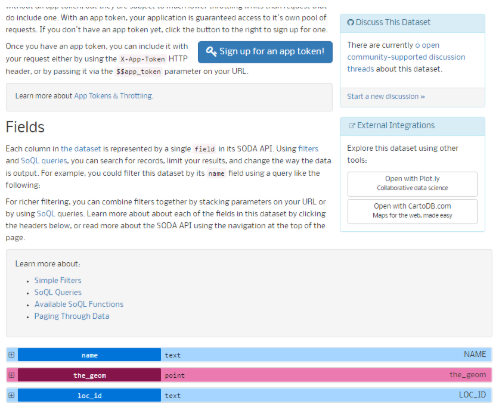 without an app token, but they are subject to much lower throttling limits than request that
do include one. With an app token, your application is guaranteed access to it's own pool of
requests. If you don't have an app token yet, click the button to the right to sign up for one.
Once you have an app token, you can include it with
your request either by using the X-App-Token HTTP
header, or by passing it via the $$app_token parameter on your URL.
Sign up for an app token!
Learn more about App Tokens & Throttling.
Fields
Each column in the dataset is represented by a single field in its SODA API. Using filters
and SoQL queries, you can search for records, limit your results, and change the way the data
is output. For example, you could filter this dataset by its name field using a query like the
following:
For richer filtering, you can combine filters together by stacking parameters on your URL or
by using SoQL queries. Learn more about about each of the fields in this dataset by clicking
the headers below, or read more about the SODA API using the navigation at the top of the
page.
Learn more about:
Simple Filters
SoQL Queries
Available SoQL Functions
Paging Through Data
name text NAME
the_geom point the_geom
loc_id text LOC_ID
Discuss This Dataset
There are currently 0 open
community-supported discussion
threads about this dataset.
Start a new discussion »
External Integrations
Explore this dataset using other
tools:
Open with Plot.ly
Collaborative data science
Open with CartoDB.com
Maps for the web, made easy